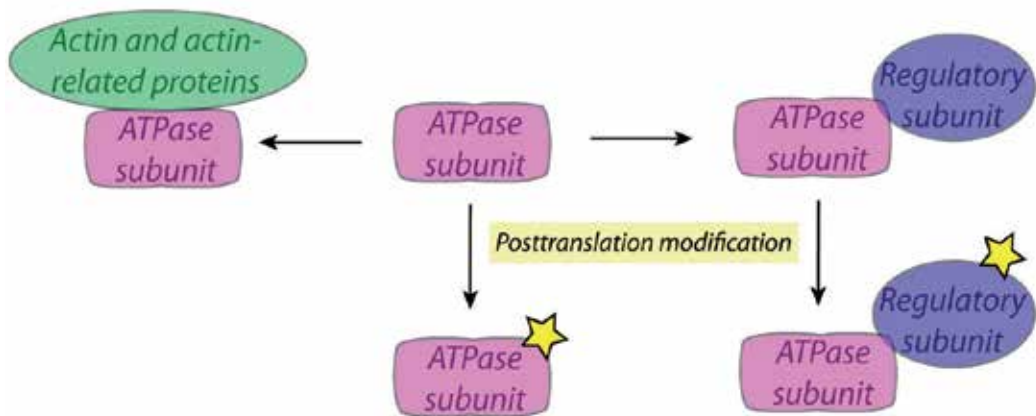 Actin and actin-
related proteins
ATPase
subunit
ATPase
subunit
ATPase
subunit
Regulatory
subunit
Posttranslation modification
ATPase
subunit
ATPase
subunit
Regulatory
subunit